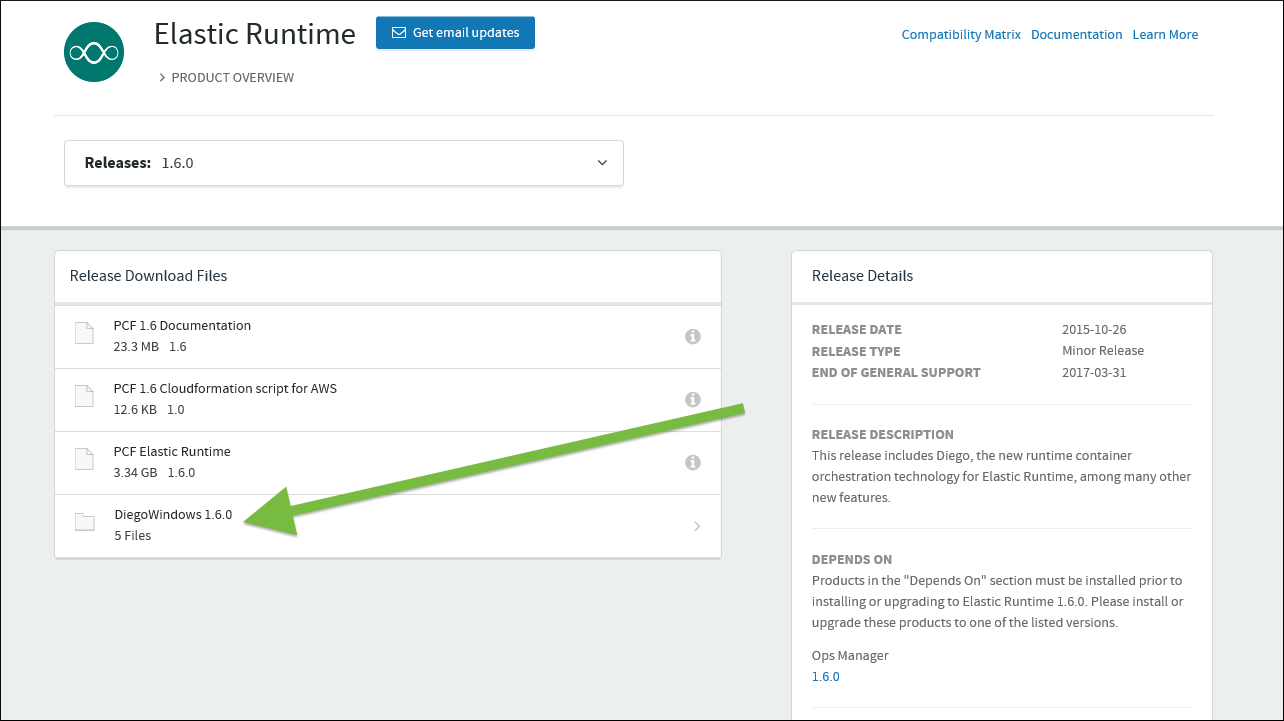 Elastic Runtime
Get email updates
Compatibility Matrix Documentation Learn More
PRODUCT OVERVIEW
Releases: 1.6.0
Release Download Files
PCF 1.6 Documentation
23.3 MB 1.6
PCF 1.6 Cloudformation script for AWS
12.6 KB 1.0
PCF Elastic Runtime
3.34 GB 1.6.0
DiegoWindows 1.6.0
5 Files
Release Details
RELEASE DATE 2015-10-26
RELEASE TYPE Minor Release
END OF GENERAL SUPPORT 2017-03-31
RELEASE DESCRIPTION
This release includes Diego, the new runtime container
orchestration technology for Elastic Runtime, among many other
new features.
DEPENDS ON
Products in the "Depends On" section must be installed prior to
installing or upgrading to Elastic Runtime 1.6.0. Please install or
upgrade these products to one of the listed versions.
Ops Manager
1.6.0